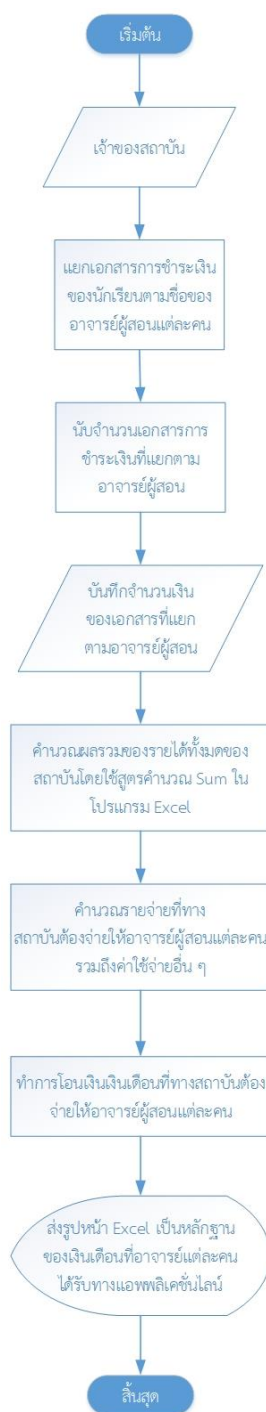 เริ่มต้น
เจ้าของสถาบัน
แยกเอกสารการชำระเงิน
ของนักเรียนตามชื่อของ
อาจารย์ผู้สอนแต่ละคน
นับจำนวนเอกสารการ
ชำระเงินที่แยกตาม
อาจารย์ผู้สอน
บันทึกจำนวนเงิน
ของเอกสารที่แยก
ตามอาจารย์ผู้สอน
คำนวณผลรวมของรายได้ทั้งมดของ
สถาบันโดยใช้สูตรคำนวณ Sum ใน
โปรแกรม Excel
คำนวณรายจ่ายที่ทาง
สถาบันต้องจ่ายให้อาจารย์ผู้สอนแต่ละคน
รวมถึงค่าใช้จ่ายอื่น ๆ
ทำการโอนเงินเงินเดือนที่ทางสถาบันต้อง
จ่ายให้อาจารย์ผู้สอนแต่ละคน
ส่งรูปหน้า Excel เป็นหลักฐาน
ของเงินเดือนที่อาจารย์แต่ละคน
ได้รับทางแอพพลิเคชั่นไลน์
สิ้นสุด